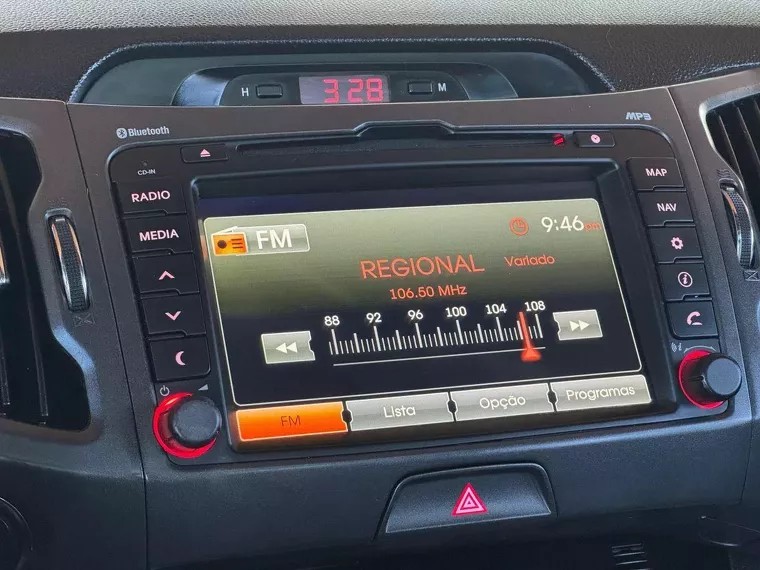 H 3:28 M
Bluetooth
MP3
CD-IN
RADIO
MEDIA
MAP
NAV
FM
9:46 pm
REGIONAL Variado
106.50 MHz
88 92 96 100 104 108
FM Lista Opção Programas